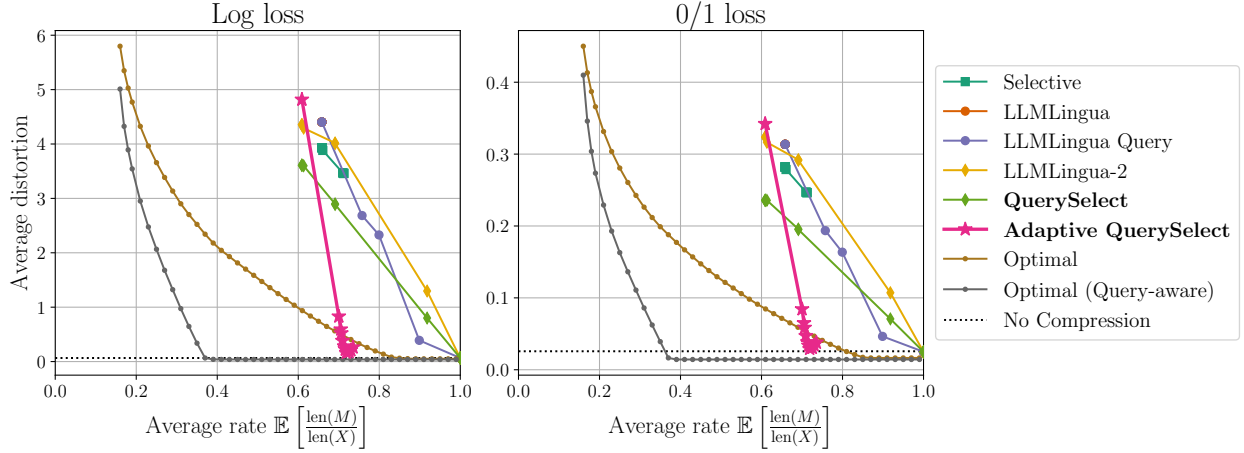 Log loss
0/1 loss
Average distortion
6
5
4
3
2
1
0
0.0 0.2 0.4 0.6 0.8 1.0
Average rate 𝔼 [len(M)/len(X)]
0.4
0.3
0.2
0.1
0.0
0.0 0.2 0.4 0.6 0.8 1.0
Average rate 𝔼 [len(M)/len(X)]
Selective
LLMLingua
LLMLingua Query
LLMLingua-2
QuerySelect
Adaptive QuerySelect
Optimal
Optimal (Query-aware)
No Compression